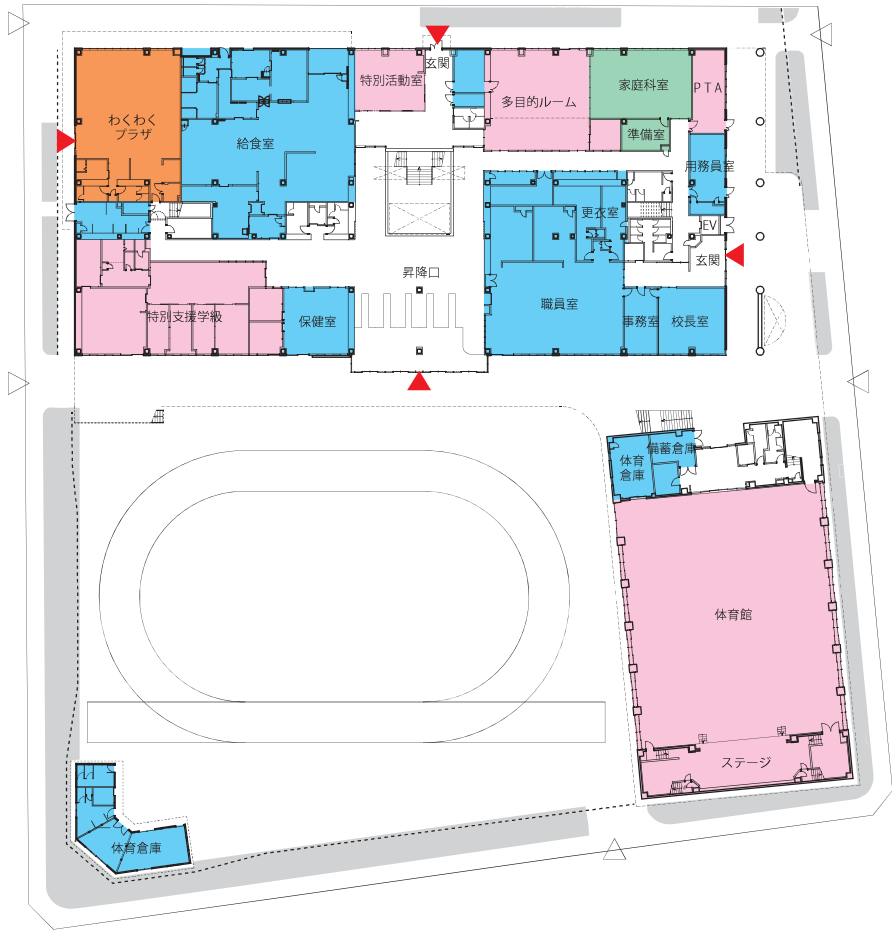 玄関
特別活動室
家庭科室
PTA
多目的ルーム
わくわく
プラザ
給食室
準備室
用務員室
更衣室
EV
玄関
昇降口
職員室
特別支援学級
保健室
事務室
校長室
備蓄倉庫
体育
倉庫
体育館
ステージ
体育倉庫